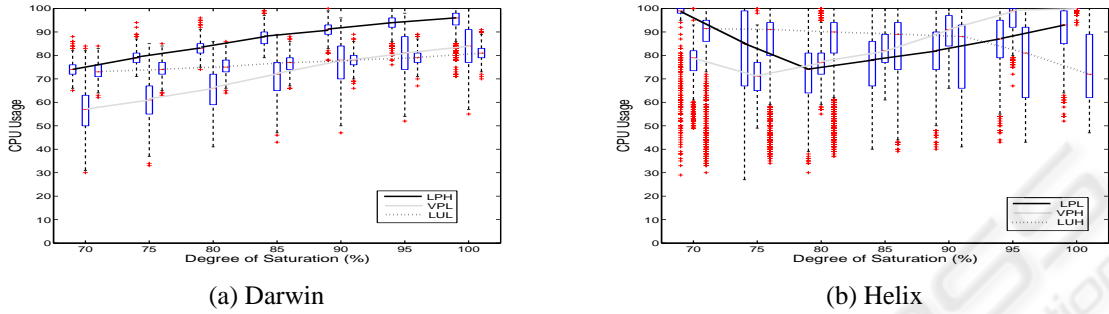 100
90
80
70
60
50
40
30
20
10
0
CPU Usage
LPH
VPL
LUL
70 75 80 85 90 95 100
Degree of Saturation (%)
(a) Darwin
100
90
80
70
60
50
40
30
20
10
0
CPU Usage
LPL
VPH
LUH
70 75 80 85 90 95 100
Degree of Saturation (%)
(b) Helix